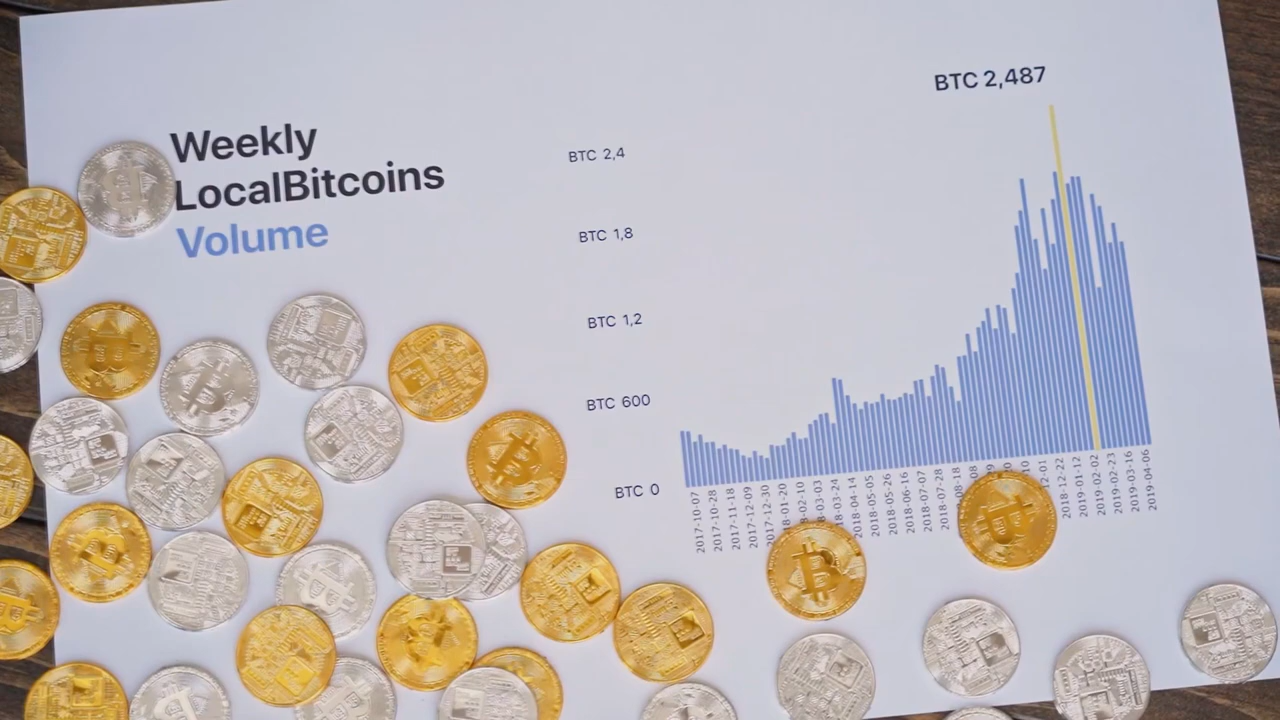 Weekly
LocalBitcoins
Volume
BTC 2,487
BTC 2,4
BTC 1,8
BTC 1,2
BTC 600
BTC 0
2017-10-07
2017-10-28
2017-11-18
2017-12-09
2017-12-30
2018-03-24
2018-04-14
2018-05-05
2018-05-26
2018-06-16
2018-07-07
2018-07-28
2018-12-22
2019-01-12
2019-02-02
2019-02-23
2019-03-16
2019-04-06